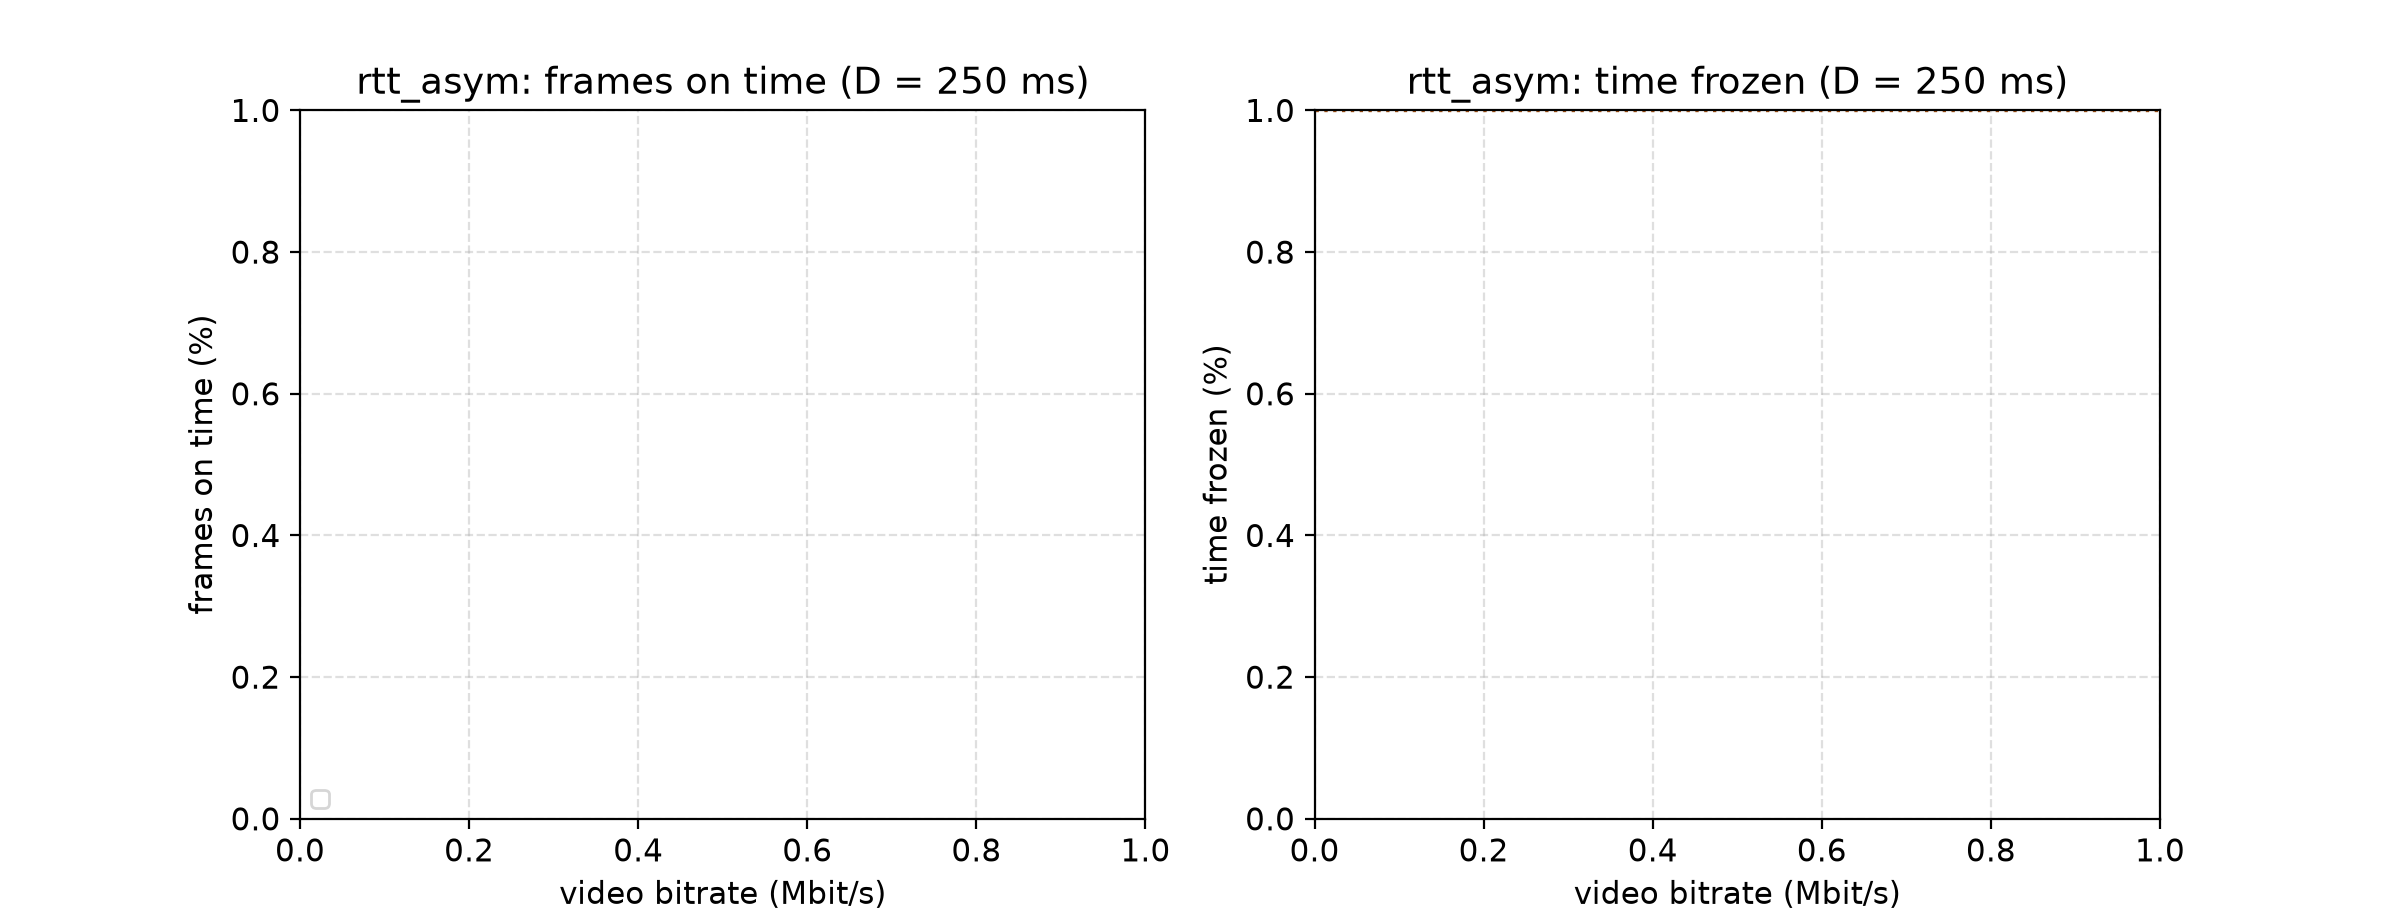 rtt_asym: frames on time (D = 250 ms)
frames on time (%)
1.0
0.8
0.6
0.4
0.2
0.0
0.0 0.2 0.4 0.6 0.8 1.0
video bitrate (Mbit/s)
rtt_asym: time frozen (D = 250 ms)
time frozen (%)
1.0
0.8
0.6
0.4
0.2
0.0
0.0 0.2 0.4 0.6 0.8 1.0
video bitrate (Mbit/s)